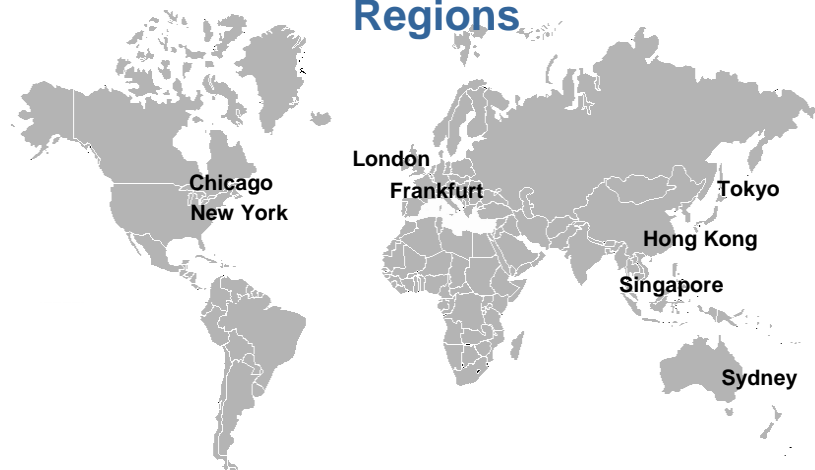 Regions
London
Chicago
Frankfurt
Tokyo
New York
Hong Kong
Singapore
Sydney